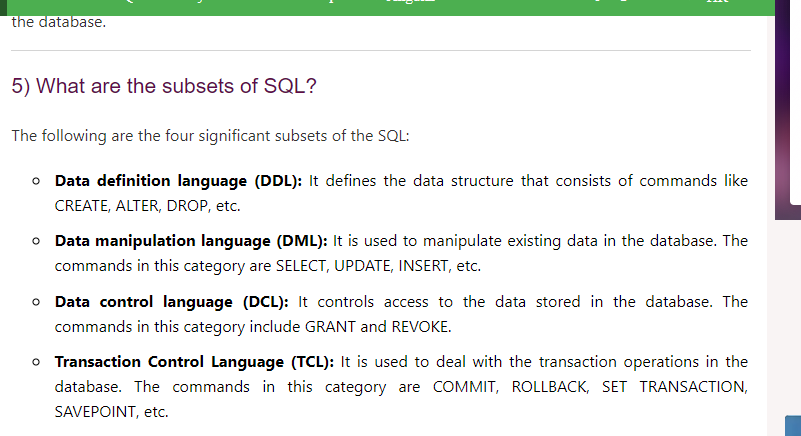 the database.
5) What are the subsets of SQL?
The following are the four significant subsets of the SQL:
Data definition language (DDL): It defines the data structure that consists of commands like
CREATE, ALTER, DROP, etc.
Data manipulation language (DML): It is used to manipulate existing data in the database. The
commands in this category are SELECT, UPDATE, INSERT, etc.
Data control language (DCL): It controls access to the data stored in the database. The
commands in this category include GRANT and REVOKE.
Transaction Control Language (TCL): It is used to deal with the transaction operations in the
database. The commands in this category are COMMIT, ROLLBACK, SET TRANSACTION,
SAVEPOINT, etc.